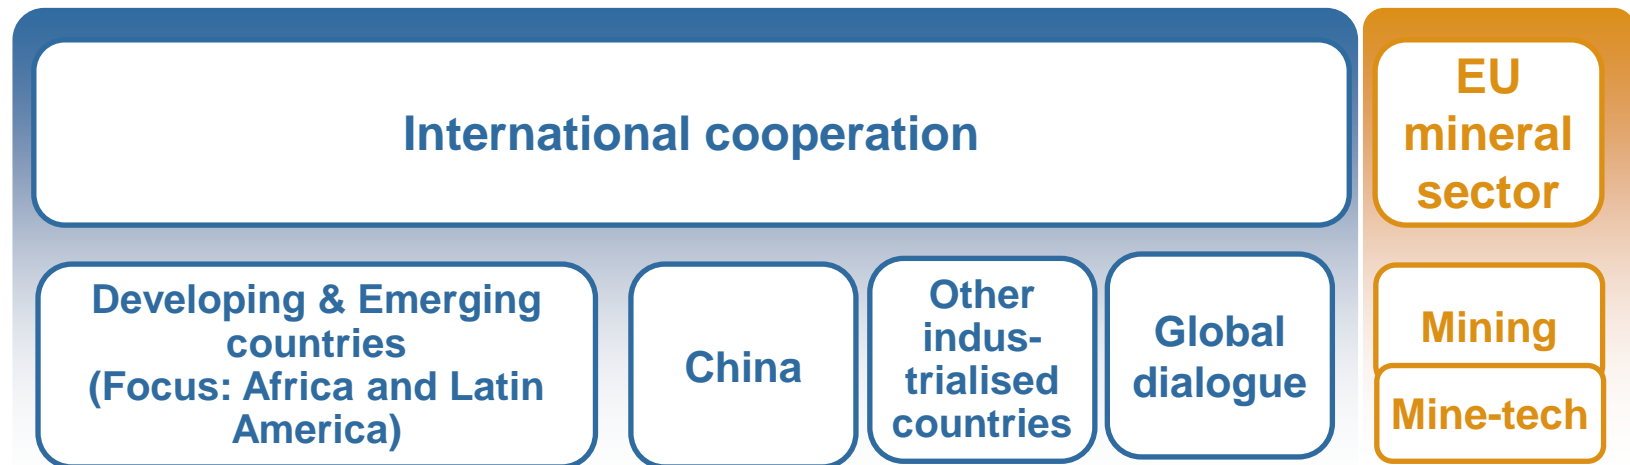 International cooperation
EU
mineral
sector
Developing & Emerging
countries
(Focus: Africa and Latin
America)
China
Other
indus-
trialised
countries
Global
dialogue
Mining
Mine-tech